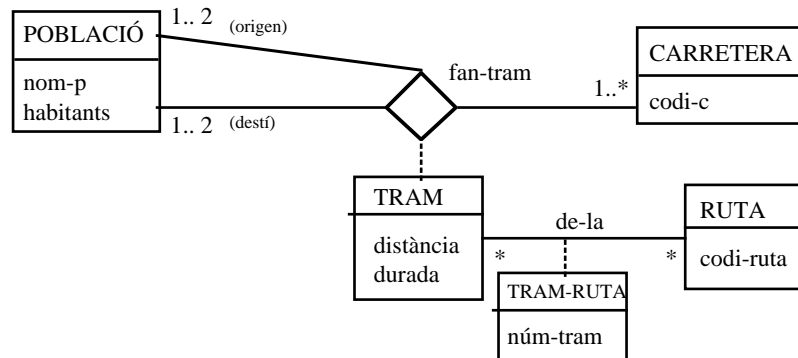 1.. 2
(origen)
POBLACIÓ
nom-p
habitants
1.. 2
(destí)
fan-tram
CARRETERA
1..*
codi-c
TRAM
distància
durada
de-la
*
*
RUTA
codi-ruta
TRAM-RUTA
núm-tram